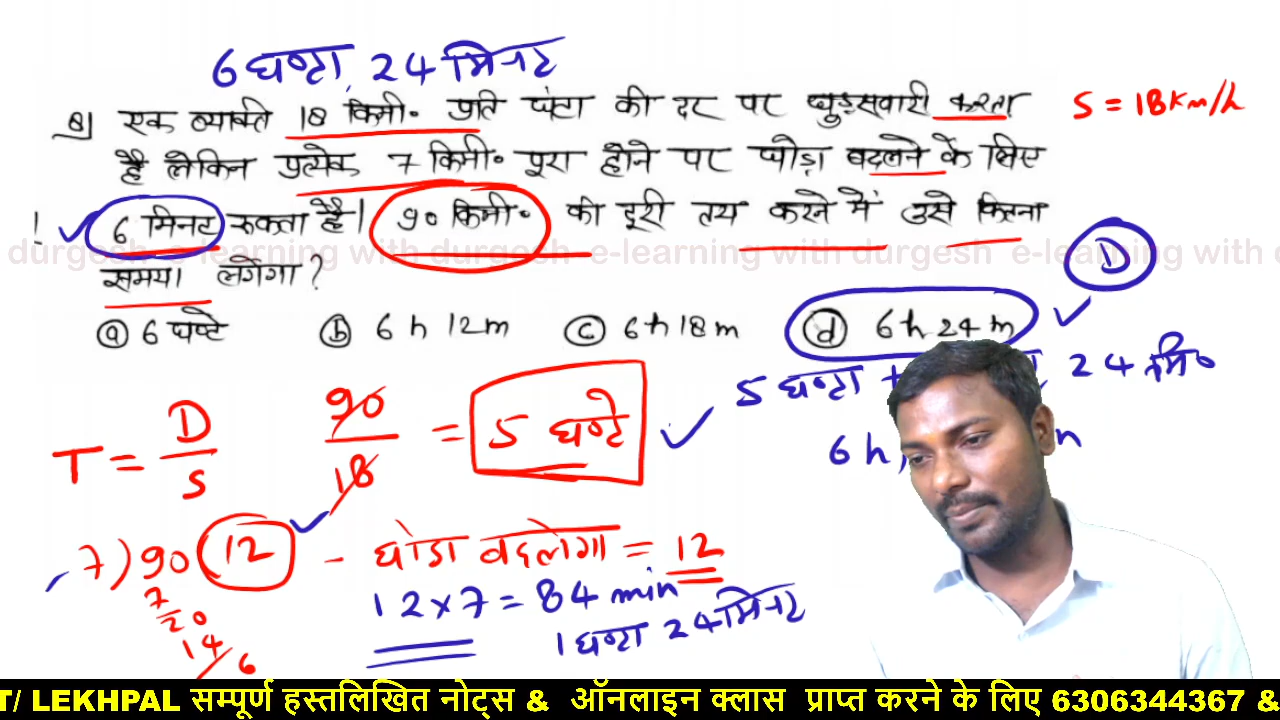 6 घण्टा, 24 मिनट
Q] एक व्यक्ति 18 किमी॰ प्रति घंटा की दर पर घुड़सवारी करता
S = 18 Km/h
है लेकिन प्रत्येक 7 किमी॰ पूरा होने पर घोड़ा बदलने के लिए
! 6 मिनट रुकता है। 90 किमी॰ की दूरी तय करने में उसे कितना
durgesh e-learning with durgesh e-learning with durgesh e-learning with d
समय। लगेगा?
D
ⓐ 6 घण्टे ⓑ 6 h 12 m ⓒ 6 h 18 m ⓓ 6 h 24 m
5 घण्टा + 24 मि॰
6 h,
T = D/S 90/18 = 5 घण्टे
7) 90 (12 - घोडा बदलेगा = 12
7
20
14
6
12 x 7 = 84 min
1 घण्टा 24 मिनट
T/ LEKHPAL सम्पूर्ण हस्तलिखित नोट्स & ऑनलाइन क्लास प्राप्त करने के लिए 6306344367 &